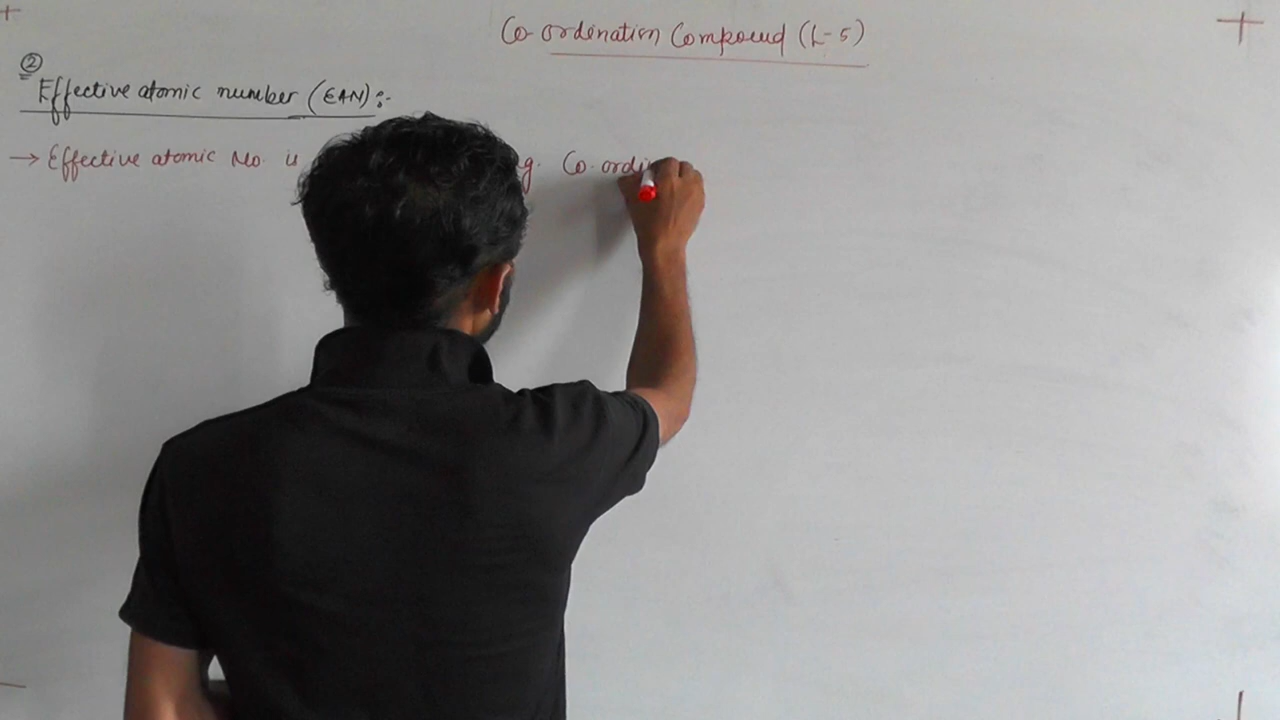 Co-ordination Compound (L-5)
②
Effective atomic number (EAN):-
→ Effective atomic No. is g. Co-ordi